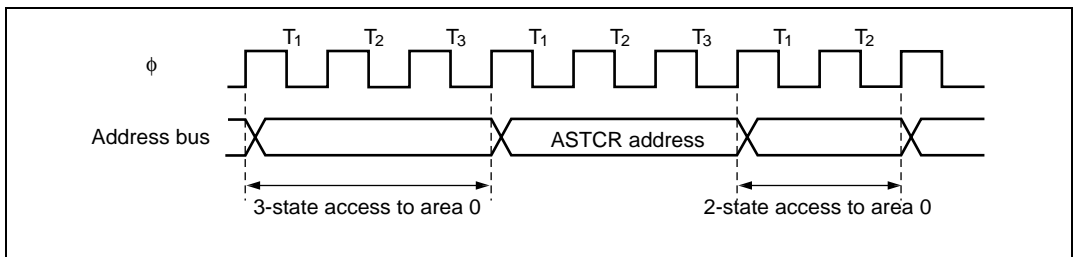 T1 T2 T3 T1 T2 T3 T1 T2
ϕ
Address bus
ASTCR address
3-state access to area 0 2-state access to area 0